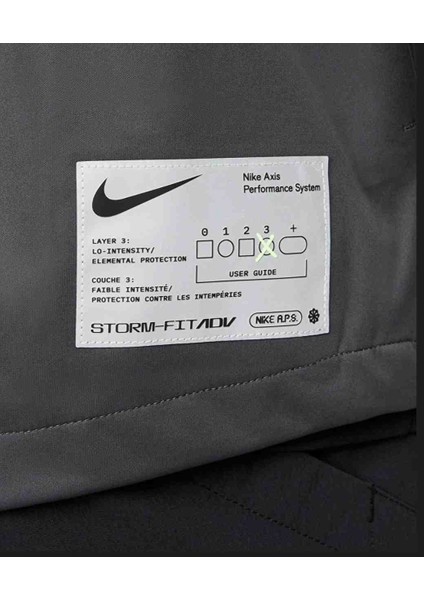 Nike Axis
Performance System
0 1 2 3 +
LAYER 3:
LO-INTENSITY/
ELEMENTAL PROTECTION
USER GUIDE
COUCHE 3:
FAIBLE INTENSITÉ/
PROTECTION CONTRE LES INTEMPÉRIES
STORM-FIT/ADV
NIKE A.P.S.